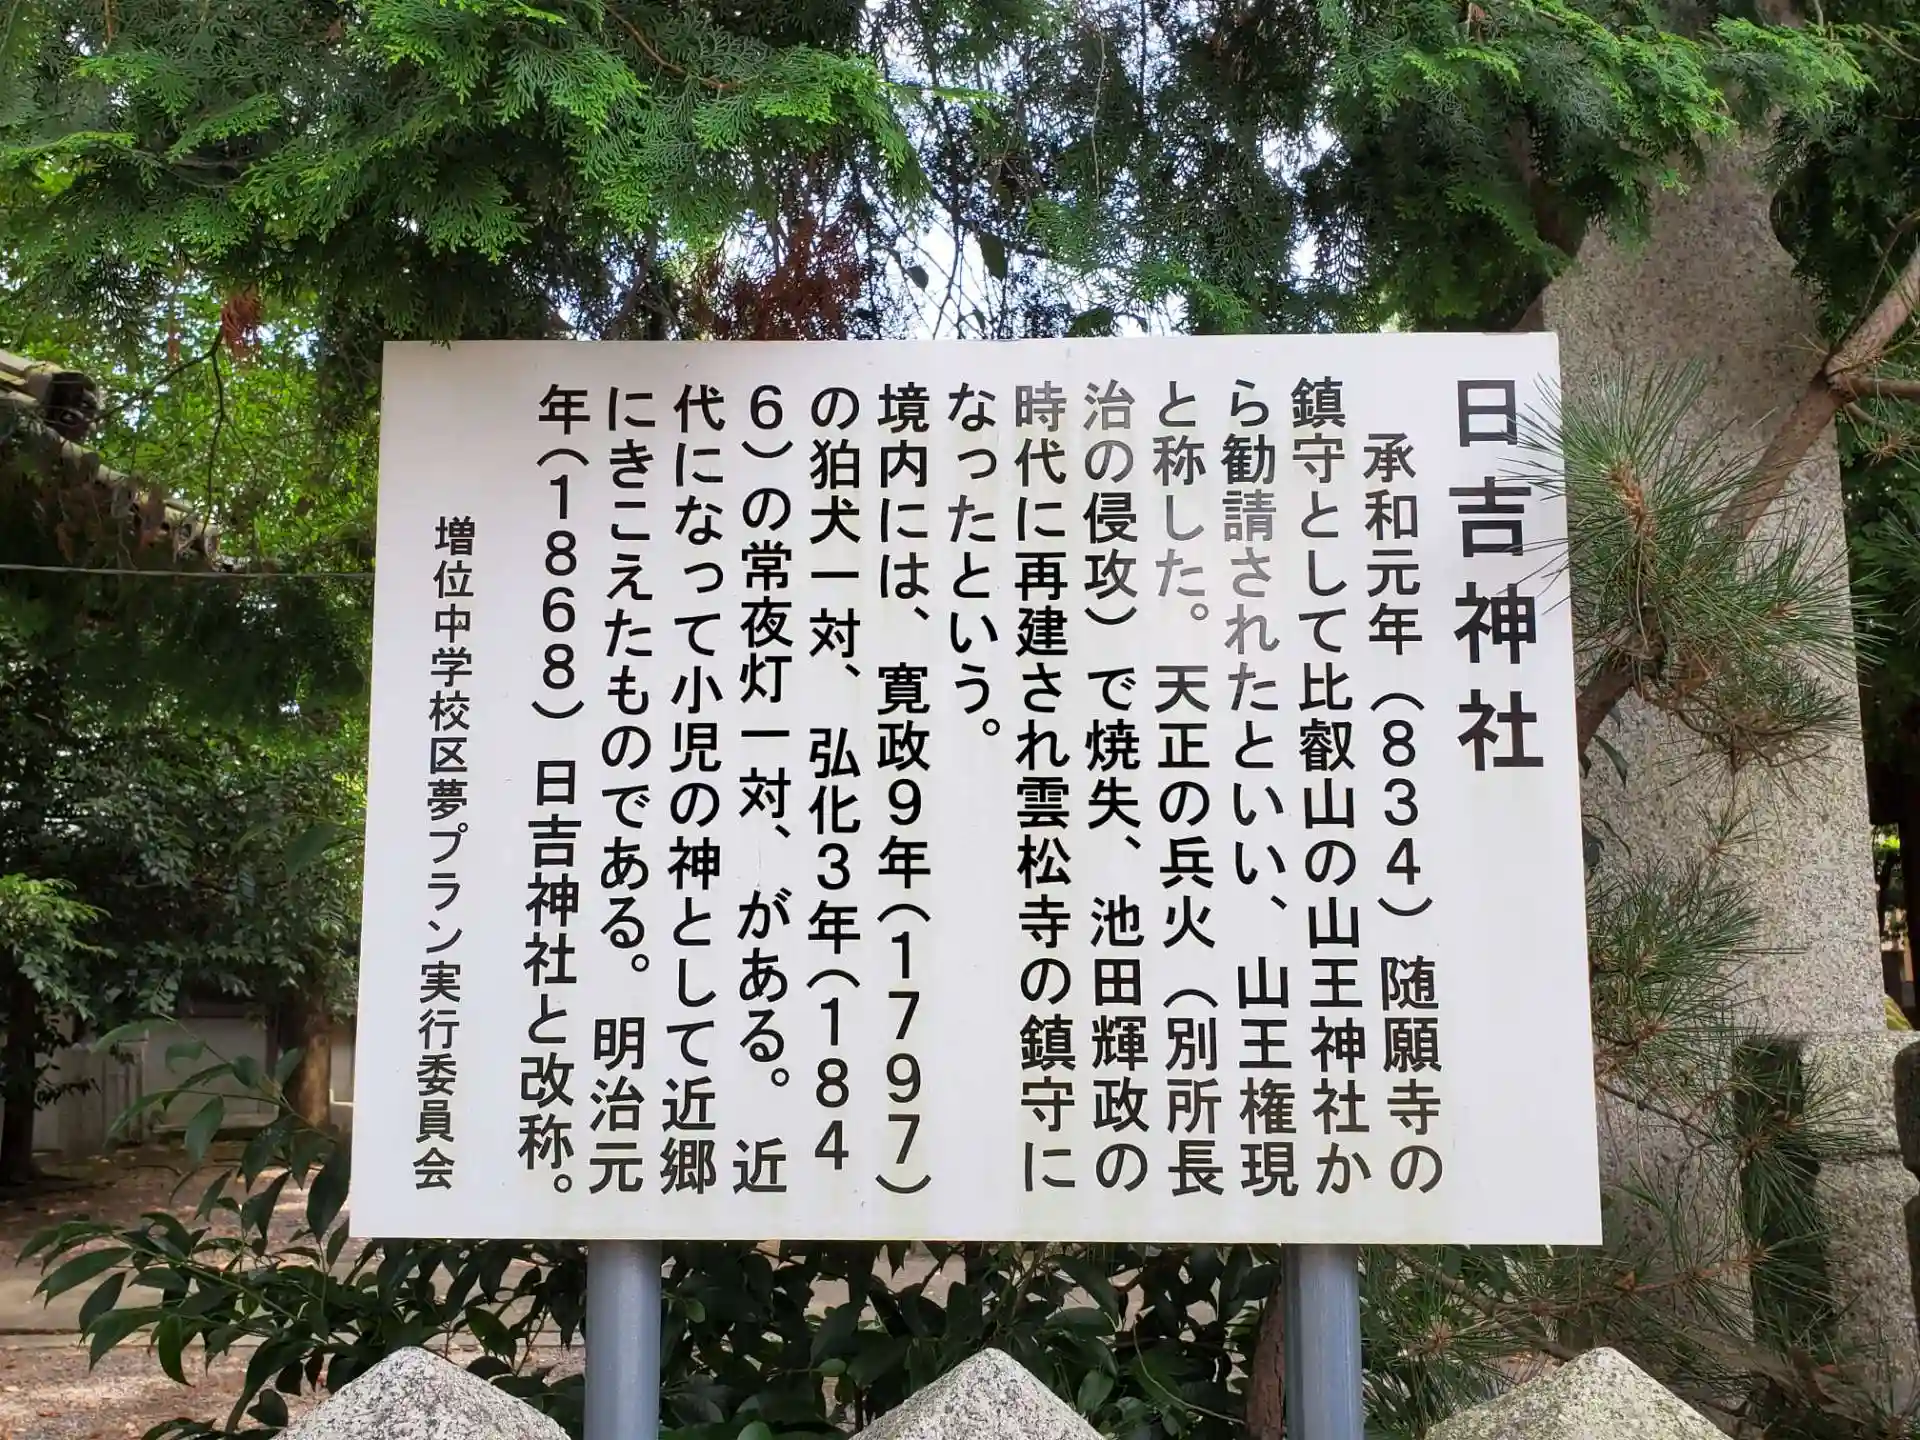 日吉神社
承和元年（８３４）随願寺の
鎮守として比叡山の山王神社か
ら勧請されたといい、山王権現
と称した。天正の兵火（別所長
治の侵攻）で焼失、池田輝政の
時代に再建され雲松寺の鎮守に
なったという。
境内には、寛政９年（１７９７）
の狛犬一対、弘化３年（１８４
６）の常夜灯一対、がある。近
代になって小児の神として近郷
にきこえたものである。明治元
年（１８６８）日吉神社と改称。
増位中学校区夢プラン実行委員会